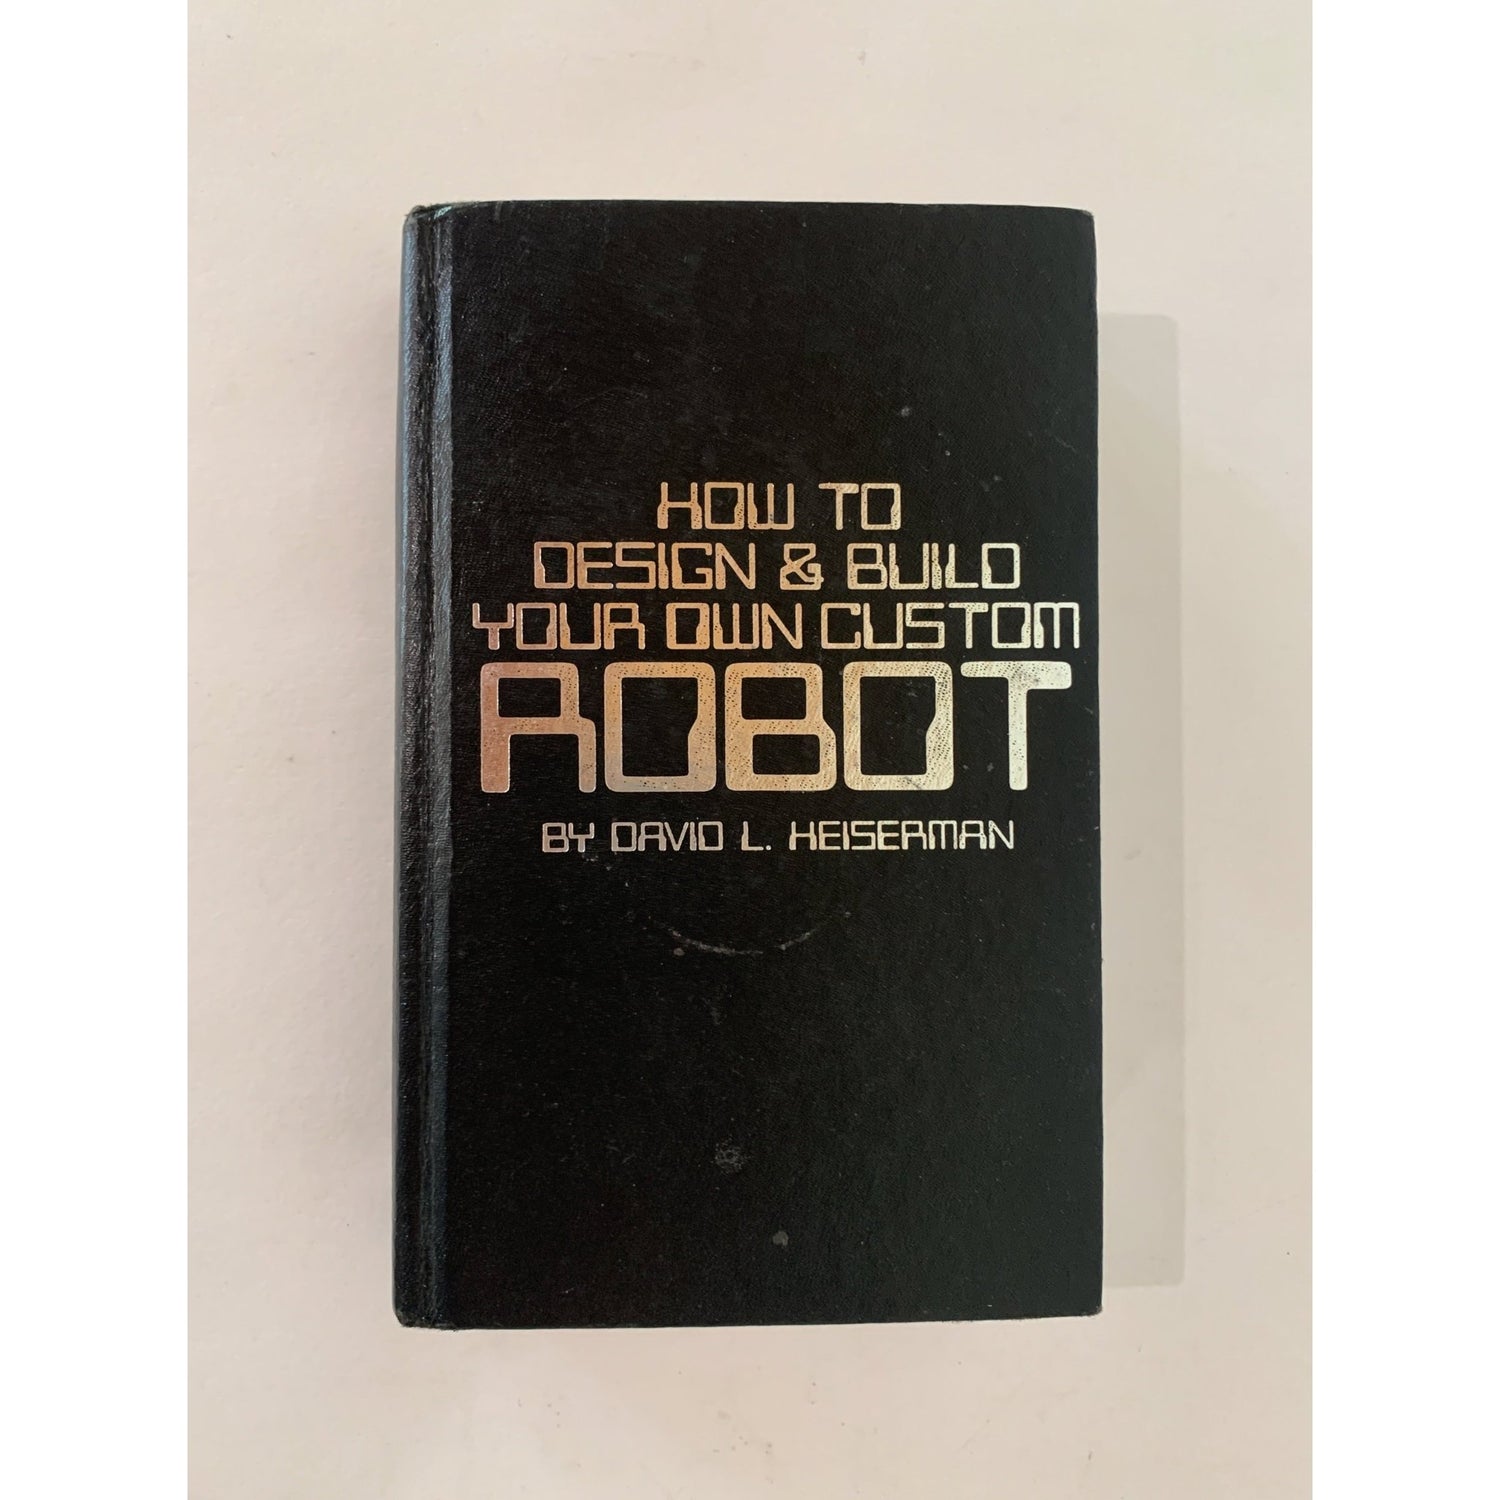 HOW TO
DESIGN & BUILD
YOUR OWN CUSTOM
ROBOT
BY DAVID L. HEISERMAN